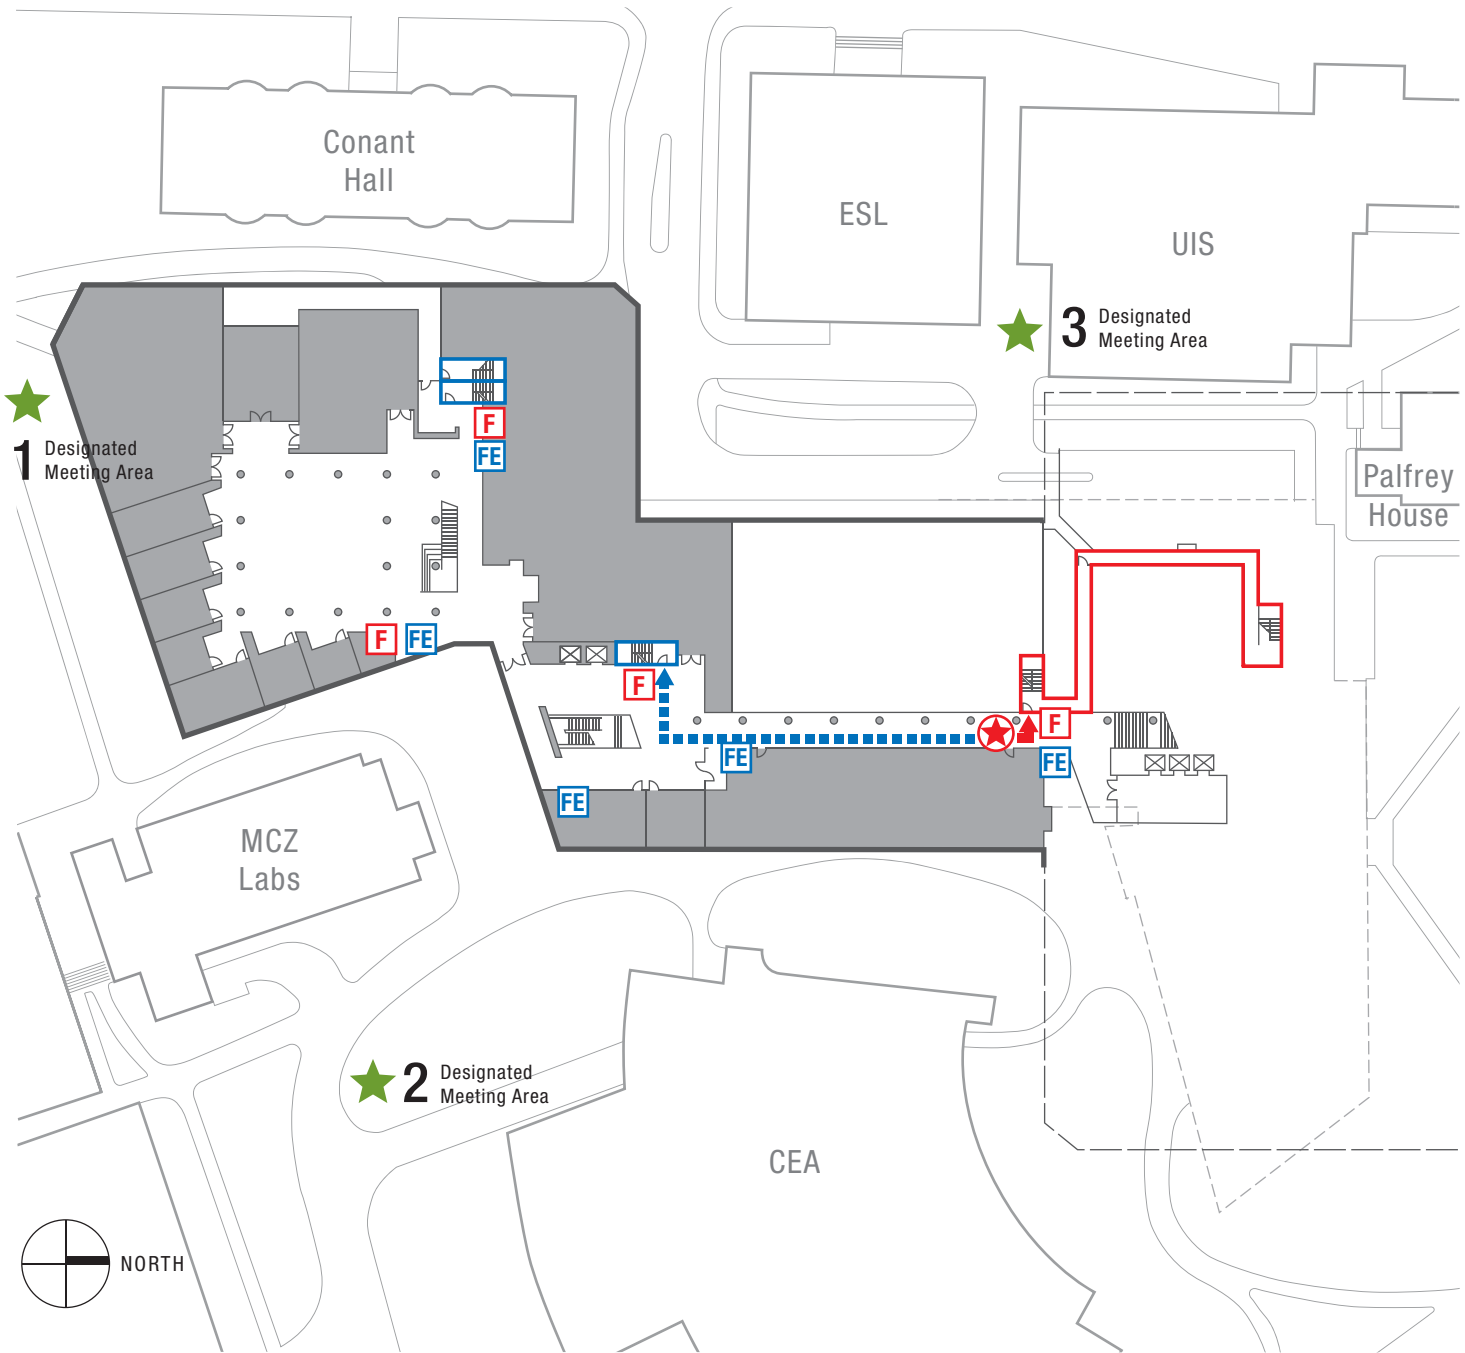 Conant
Hall
ESL
UIS
3 Designated
Meeting Area
F
FE
1 Designated
Meeting Area
Palfrey
House
F
FE
F
F
FE
FE
FE
MCZ
Labs
2 Designated
Meeting Area
CEA
NORTH